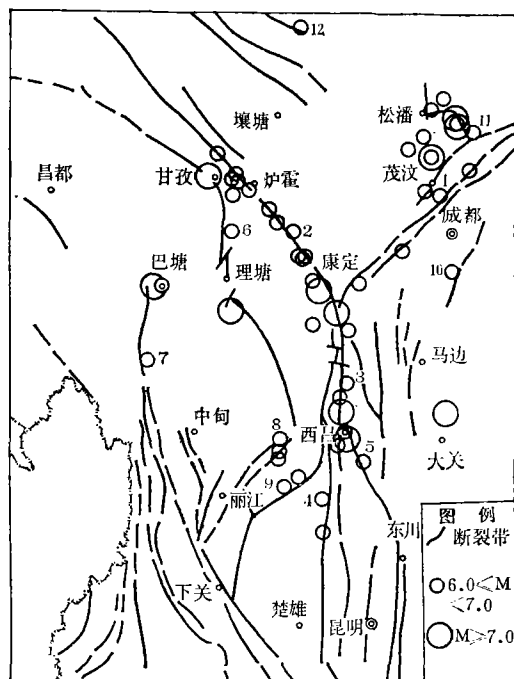 12
壤塘
松潘
11
茂汶
1
甘孜
炉霍
昌都
6
2
成都
10
巴塘
理塘
康定
7
马边
3
中甸
8
西昌
5
大关
9
丽江
4
东川
下关
楚雄
昆明
图 例
断裂带
6.0≤M
<7.0
M≥7.0